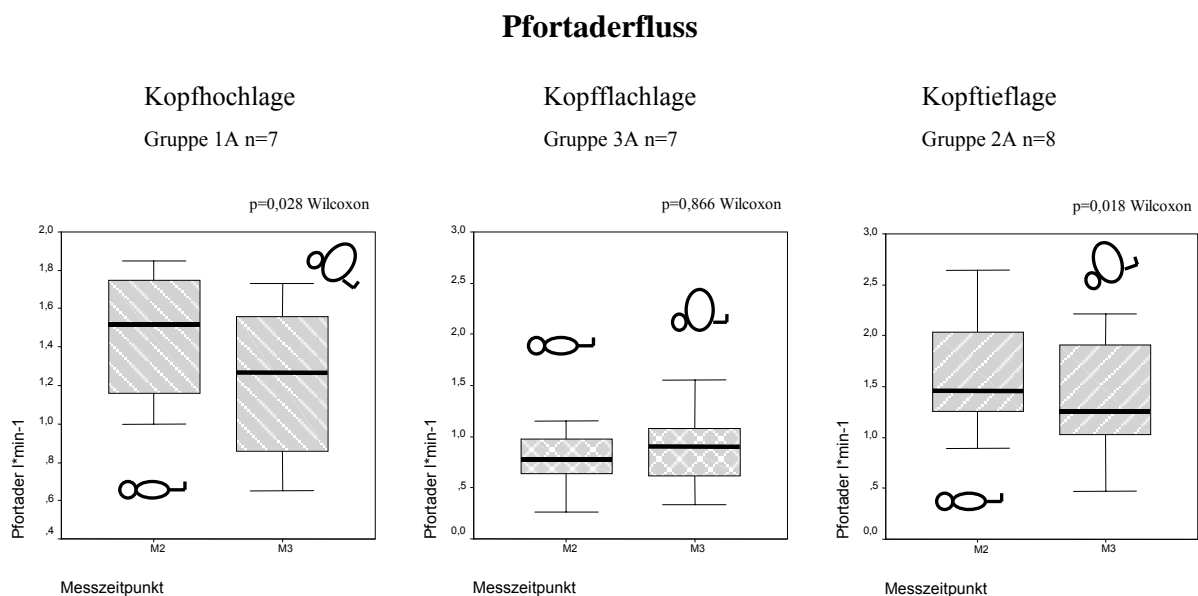 Pfortaderfluss
Kopfhochlage
Gruppe 1A n=7
p=0,028 Wilcoxon
2,0
1,8
1,6
1,4
1,2
1,0
,8
,6
,4
Pfortader l*min-1
M2
M3
Messzeitpunkt
Kopfflachlage
Gruppe 3A n=7
p=0,866 Wilcoxon
3,0
2,5
2,0
1,5
1,0
,5
0,0
Pfortader l*min-1
M2
M3
Messzeitpunkt
Kopftieflage
Gruppe 2A n=8
p=0,018 Wilcoxon
3,0
2,5
2,0
1,5
1,0
,5
0,0
Pfortader l*min-1
M2
M3
Messzeitpunkt